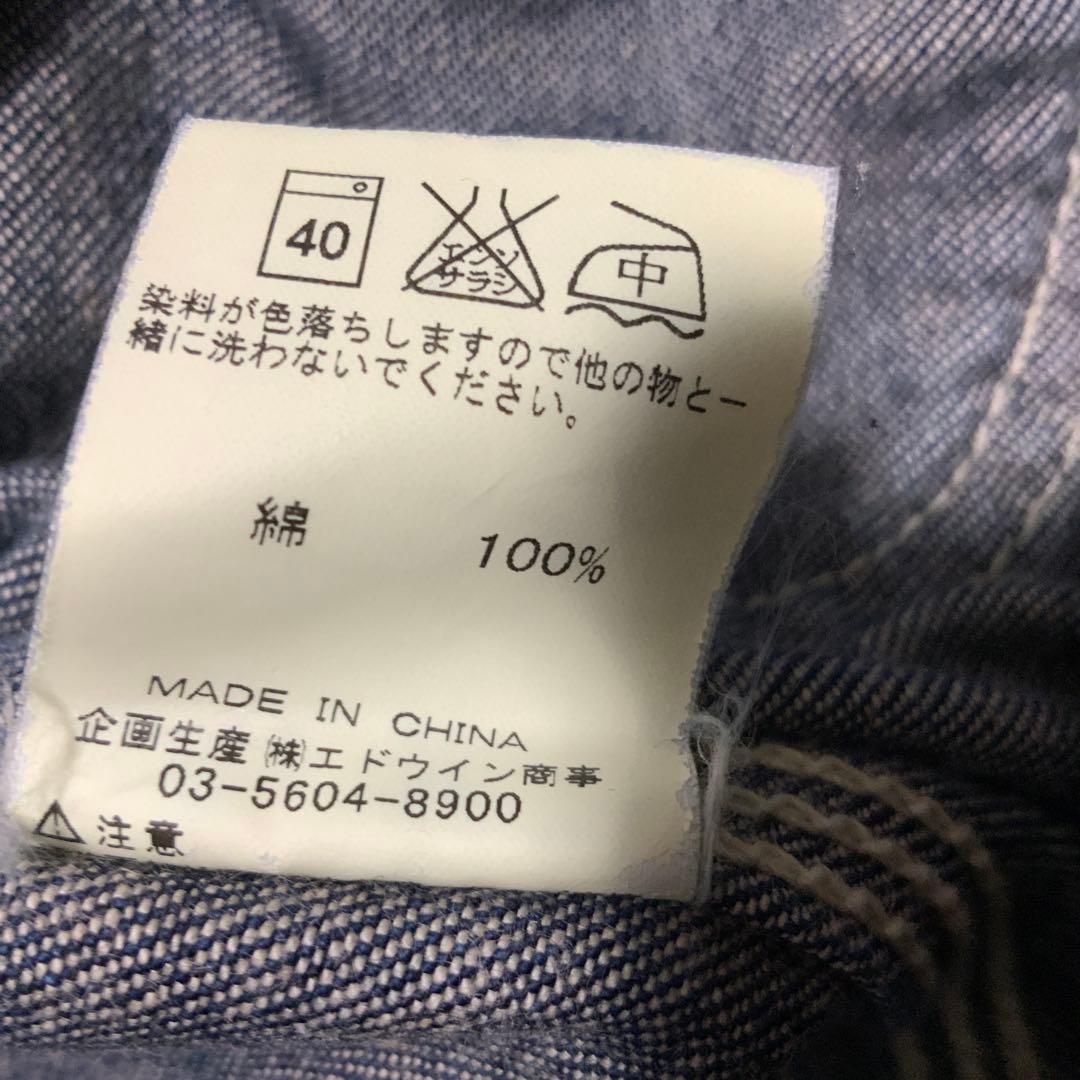 40
エンソ
サラシ
中
染料が色落ちしますので他の物と一
緒に洗わないでください。
綿 100%
MADE IN CHINA
企画生産 ㈱エドウイン商事
03-5604-8900
注意